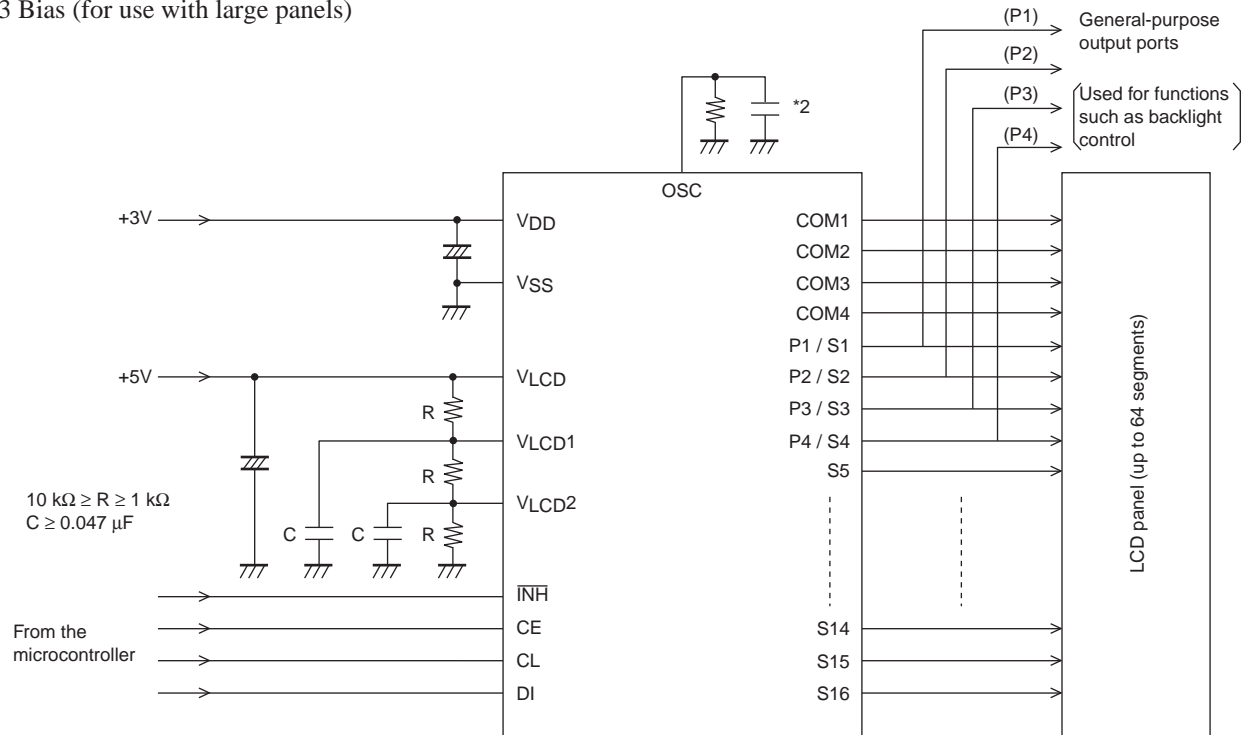 3 Bias (for use with large panels)
(P1)
General-purpose
output ports
(P2)
(P3)
Used for functions
such as backlight
control
(P4)
*2
OSC
+3V
VDD
COM1
COM2
VSS
COM3
COM4
P1 / S1
+5V
VLCD
P2 / S2
R
P3 / S3
VLCD1
P4 / S4
R
S5
10 kΩ ≥ R ≥ 1 kΩ
C ≥ 0.047 μF
VLCD2
C
C
R
LCD panel (up to 64 segments)
INH
From the
microcontroller
CE
S14
CL
S15
DI
S16